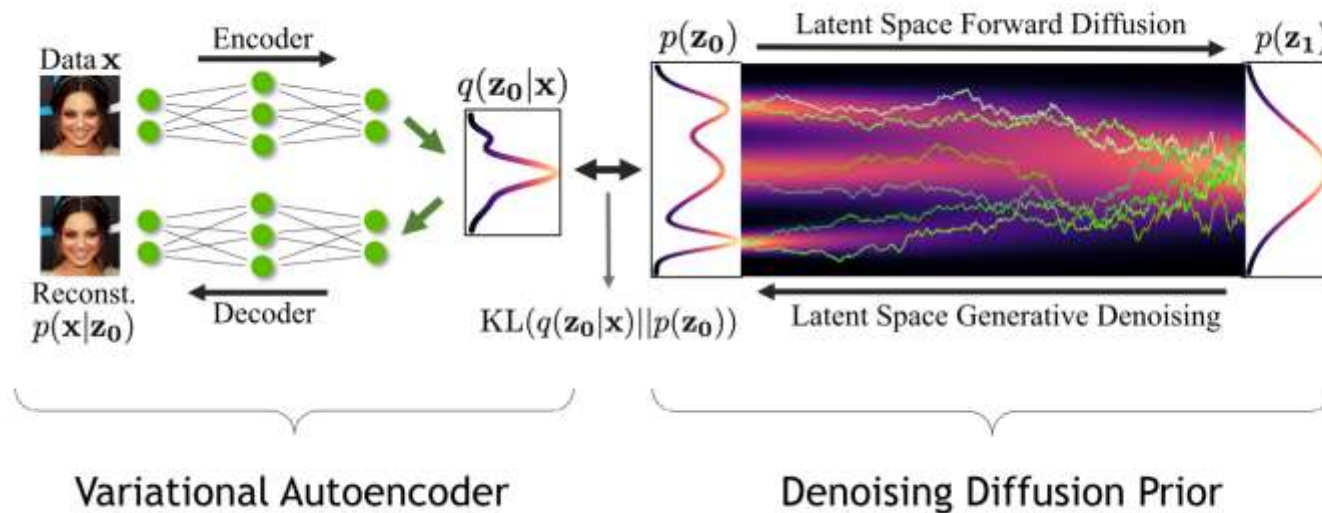 Data x
Encoder
q(z₀|x)
Reconst.
p(x|z₀)
Decoder
KL(q(z₀|x)||p(z₀))
p(z₀)
Latent Space Forward Diffusion
p(z₁)
Latent Space Generative Denoising
Variational Autoencoder
Denoising Diffusion Prior